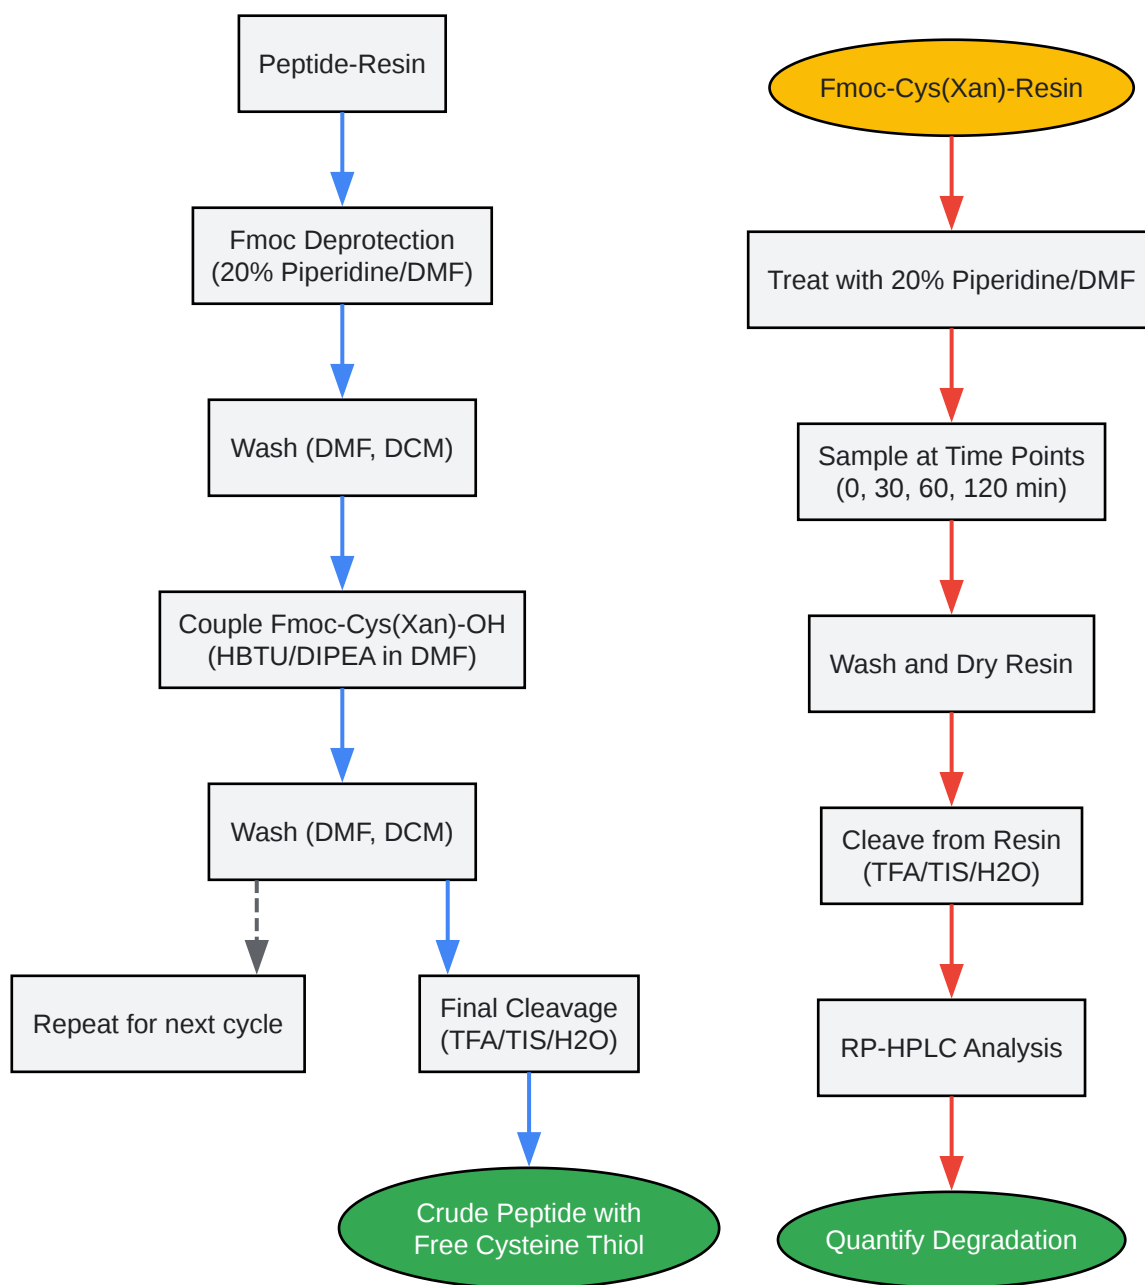 Peptide-Resin
Fmoc Deprotection
(20% Piperidine/DMF)
Wash (DMF, DCM)
Couple Fmoc-Cys(Xan)-OH
(HBTU/DIPEA in DMF)
Wash (DMF, DCM)
Repeat for next cycle
Final Cleavage
(TFA/TIS/H2O)
Crude Peptide with
Free Cysteine Thiol
Fmoc-Cys(Xan)-Resin
Treat with 20% Piperidine/DMF
Sample at Time Points
(0, 30, 60, 120 min)
Wash and Dry Resin
Cleave from Resin
(TFA/TIS/H2O)
RP-HPLC Analysis
Quantify Degradation